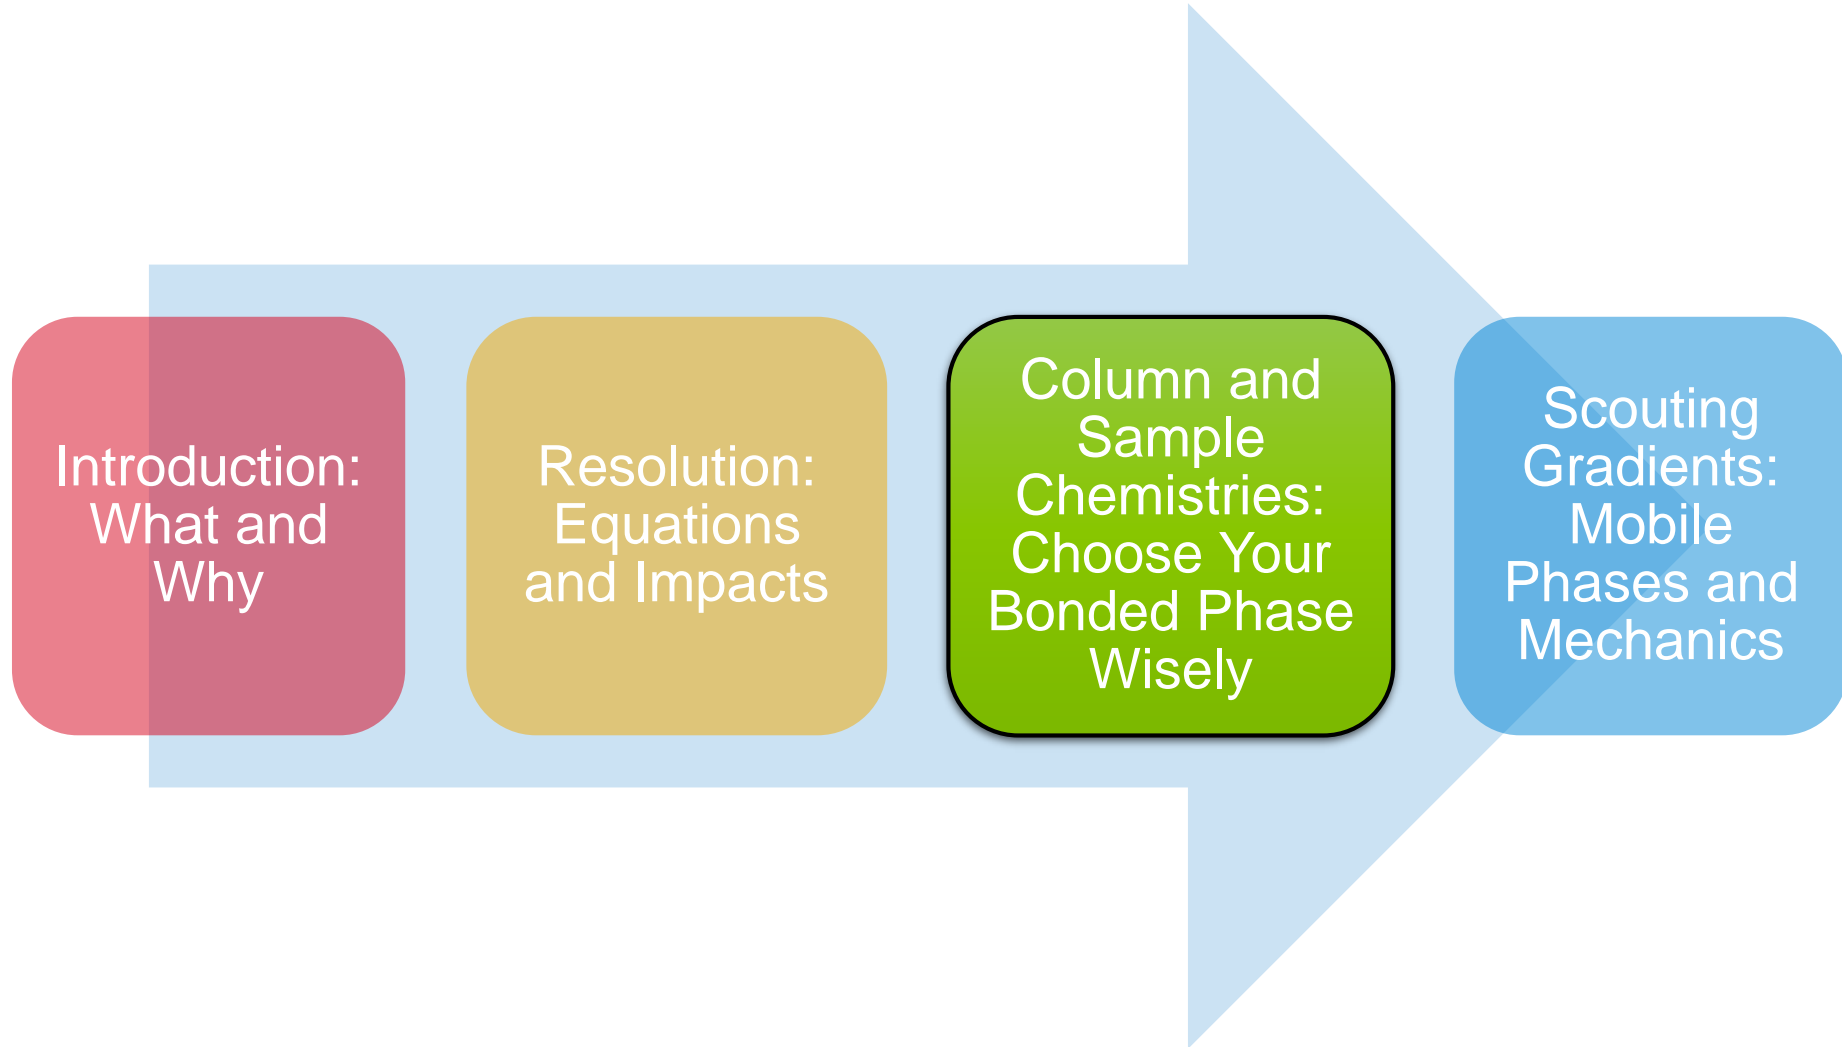 Introduction:
What and
Why
Resolution:
Equations
and Impacts
Column and
Sample
Chemistries:
Choose Your
Bonded Phase
Wisely
Scouting
Gradients:
Mobile
Phases and
Mechanics